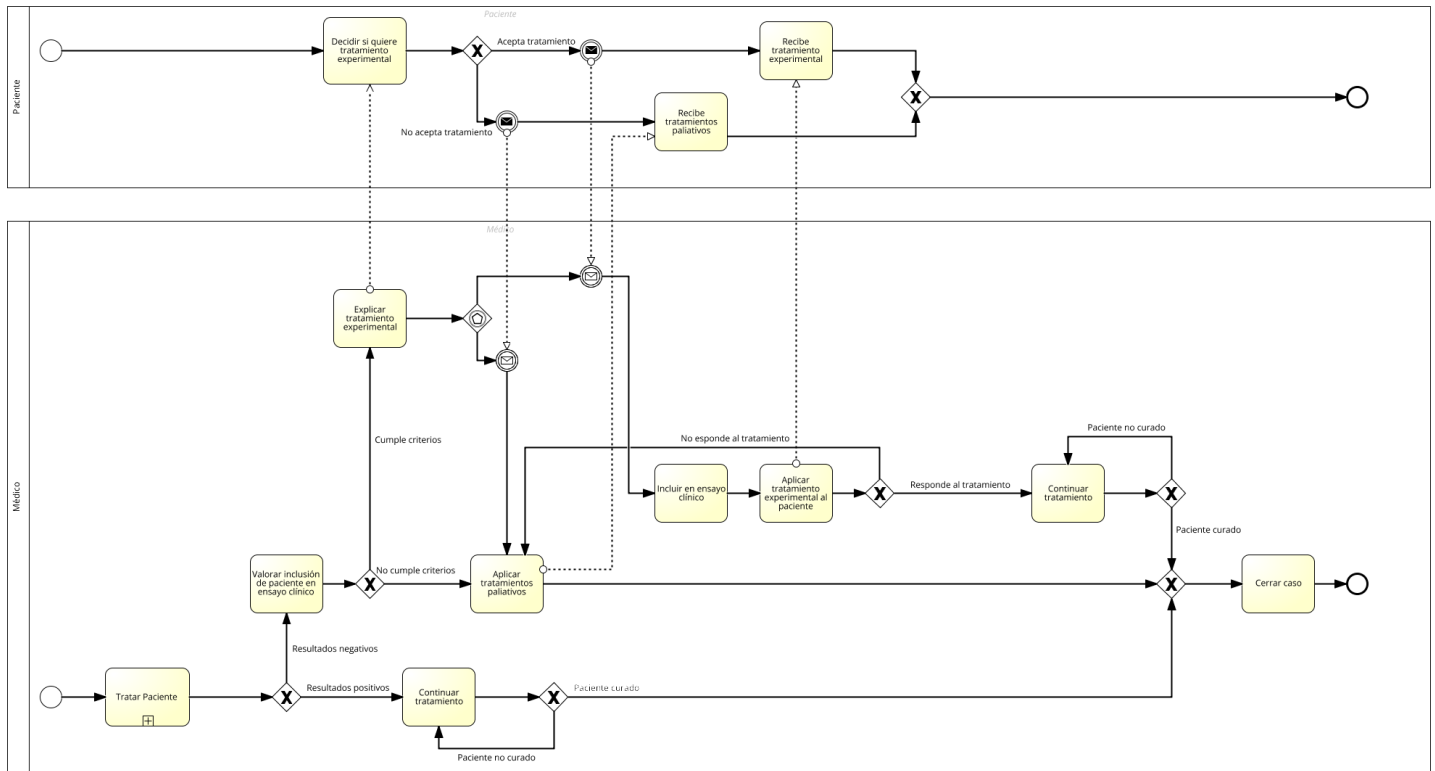 Paciente
Paciente
Decidir si quiere
tratamiento
experimental
Acepta tratamiento
Recibe
tratamiento
experimental
No acepta tratamiento
Recibe
tratamientos
paliativos
Médico
Médico
Explicar
tratamiento
experimental
Cumple criterios
No esponde al tratamiento
Paciente no curado
Incluir en ensayo
clínico
Aplicar
tratamiento
experimental al
paciente
Responde al tratamiento
Continuar
tratamiento
Paciente curado
Valorar inclusión
de paciente en
ensayo clínico
No cumple criterios
Aplicar
tratamientos
paliativos
Cerrar caso
Resultados negativos
Tratar Paciente
Resultados positivos
Continuar
tratamiento
Paciente curado
Paciente no curado